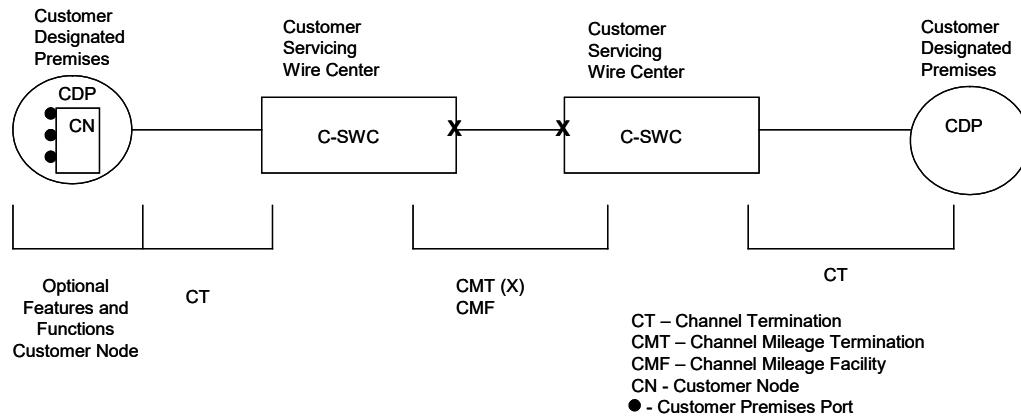 Customer
Designated
Premises
Customer
Servicing
Wire Center
Customer
Servicing
Wire Center
Customer
Designated
Premises
CDP
CN
C-SWC
X
X
C-SWC
CDP
Optional
Features and
Functions
Customer Node
CT
CMT (X)
CMF
CT
CT – Channel Termination
CMT – Channel Mileage Termination
CMF – Channel Mileage Facility
CN - Customer Node
● - Customer Premises Port